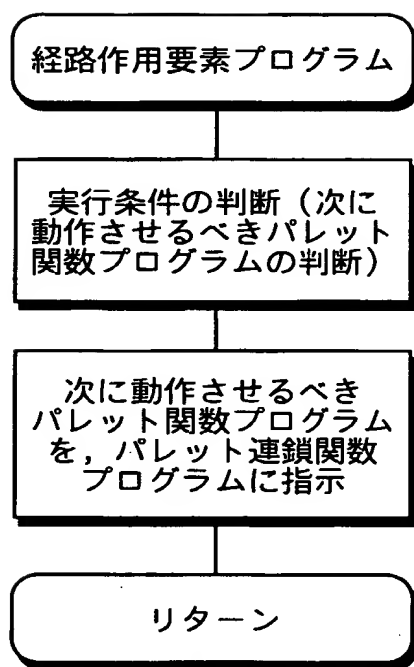 経路作用要素プログラム
実行条件の判断（次に
動作させるべきパレット
関数プログラムの判断）
次に動作させるべき
パレット関数プログラム
を，パレット連鎖関数
プログラムに指示
リターン